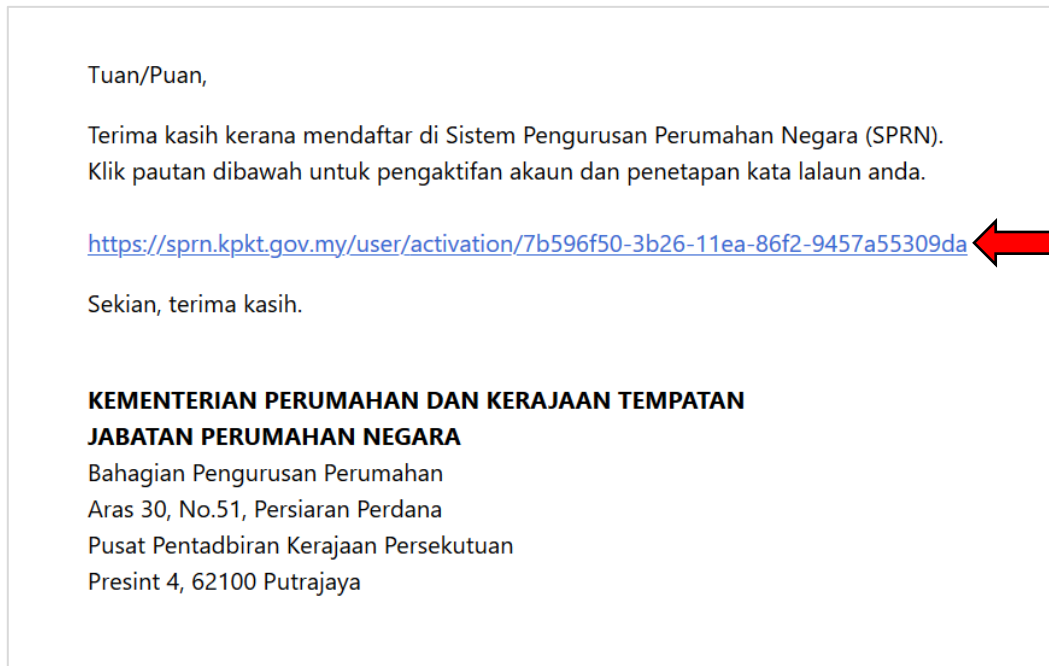 Tuan/Puan,
Terima kasih kerana mendaftar di Sistem Pengurusan Perumahan Negara (SPRN).
Klik pautan dibawah untuk pengaktifan akaun dan penetapan kata lalaun anda.
https://sprn.kpkt.gov.my/user/activation/7b596f50-3b26-11ea-86f2-9457a55309da
Sekian, terima kasih.
KEMENTERIAN PERUMAHAN DAN KERAJAAN TEMPATAN
JABATAN PERUMAHAN NEGARA
Bahagian Pengurusan Perumahan
Aras 30, No.51, Persiaran Perdana
Pusat Pentadbiran Kerajaan Persekutuan
Presint 4, 62100 Putrajaya